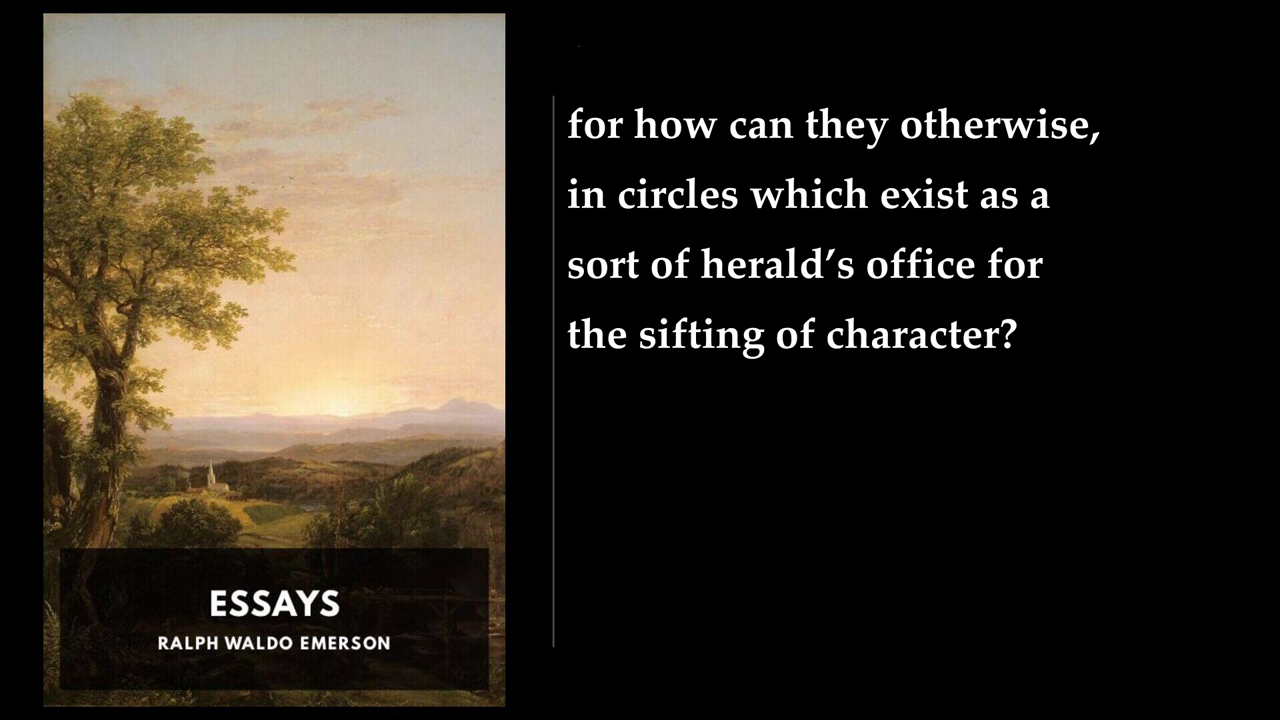 for how can they otherwise,
in circles which exist as a
sort of herald’s office for
the sifting of character?
ESSAYS
RALPH WALDO EMERSON